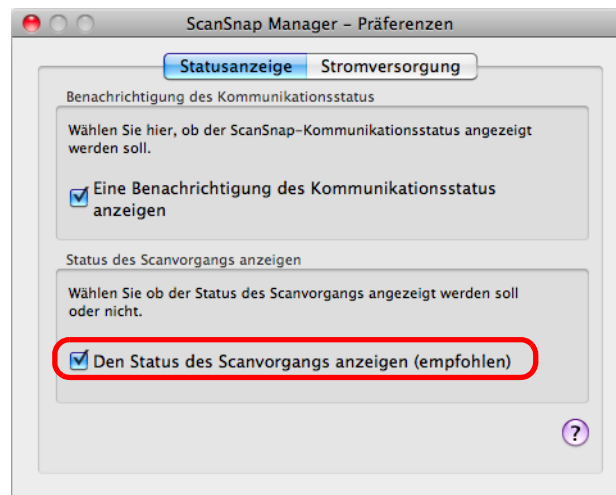 ScanSnap Manager – Präferenzen
Statusanzeige Stromversorgung
Benachrichtigung des Kommunikationsstatus
Wählen Sie hier, ob der ScanSnap-Kommunikationsstatus angezeigt
werden soll.
Eine Benachrichtigung des Kommunikationsstatus
anzeigen
Status des Scanvorgangs anzeigen
Wählen Sie ob der Status des Scanvorgangs angezeigt werden soll
oder nicht.
Den Status des Scanvorgangs anzeigen (empfohlen)
?